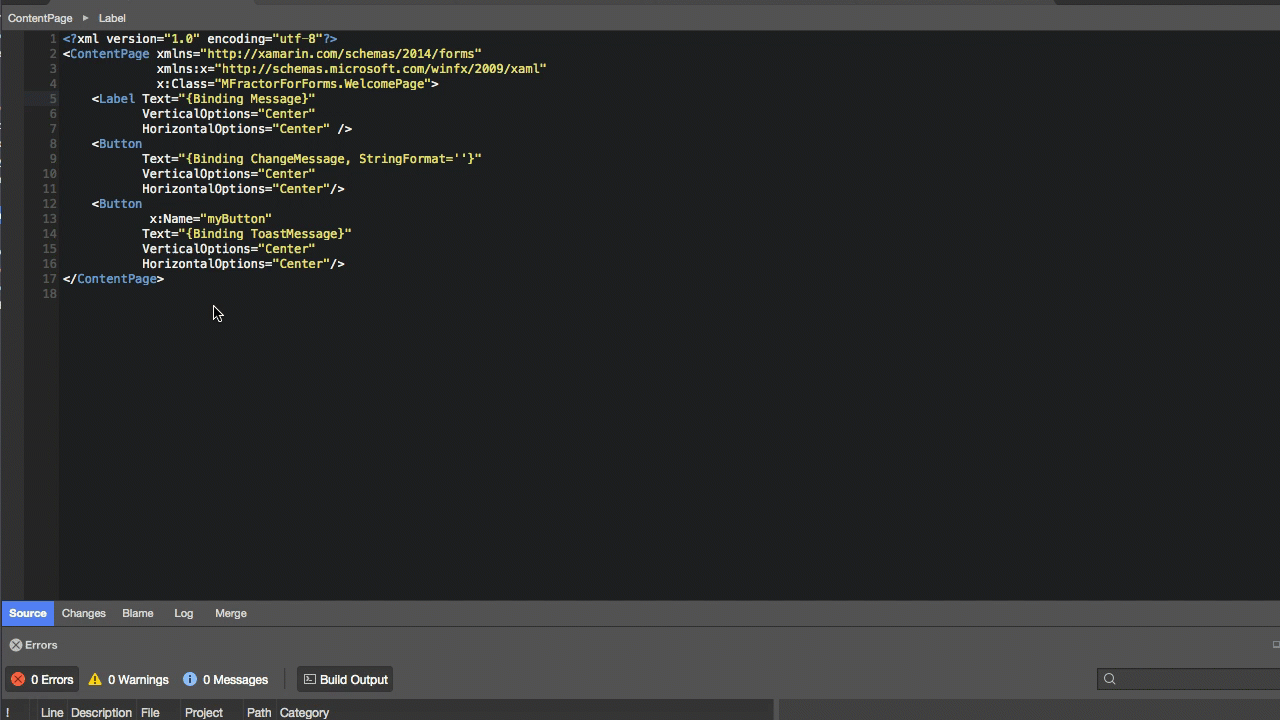 ContentPage ▸ Label
1 <?xml version="1.0" encoding="utf-8"?>
2 <ContentPage xmlns="http://xamarin.com/schemas/2014/forms"
3 xmlns:x="http://schemas.microsoft.com/winfx/2009/xaml"
4 x:Class="MFractorForForms.WelcomePage">
5 <Label Text="{Binding Message}"
6 VerticalOptions="Center"
7 HorizontalOptions="Center" />
8 <Button
9 Text="{Binding ChangeMessage, StringFormat=''}"
10 VerticalOptions="Center"
11 HorizontalOptions="Center"/>
12 <Button
13 x:Name="myButton"
14 Text="{Binding ToastMessage}"
15 VerticalOptions="Center"
16 HorizontalOptions="Center"/>
17 </ContentPage>
18
Source Changes Blame Log Merge
Errors
0 Errors 0 Warnings 0 Messages Build Output
! Line Description File Project Path Category